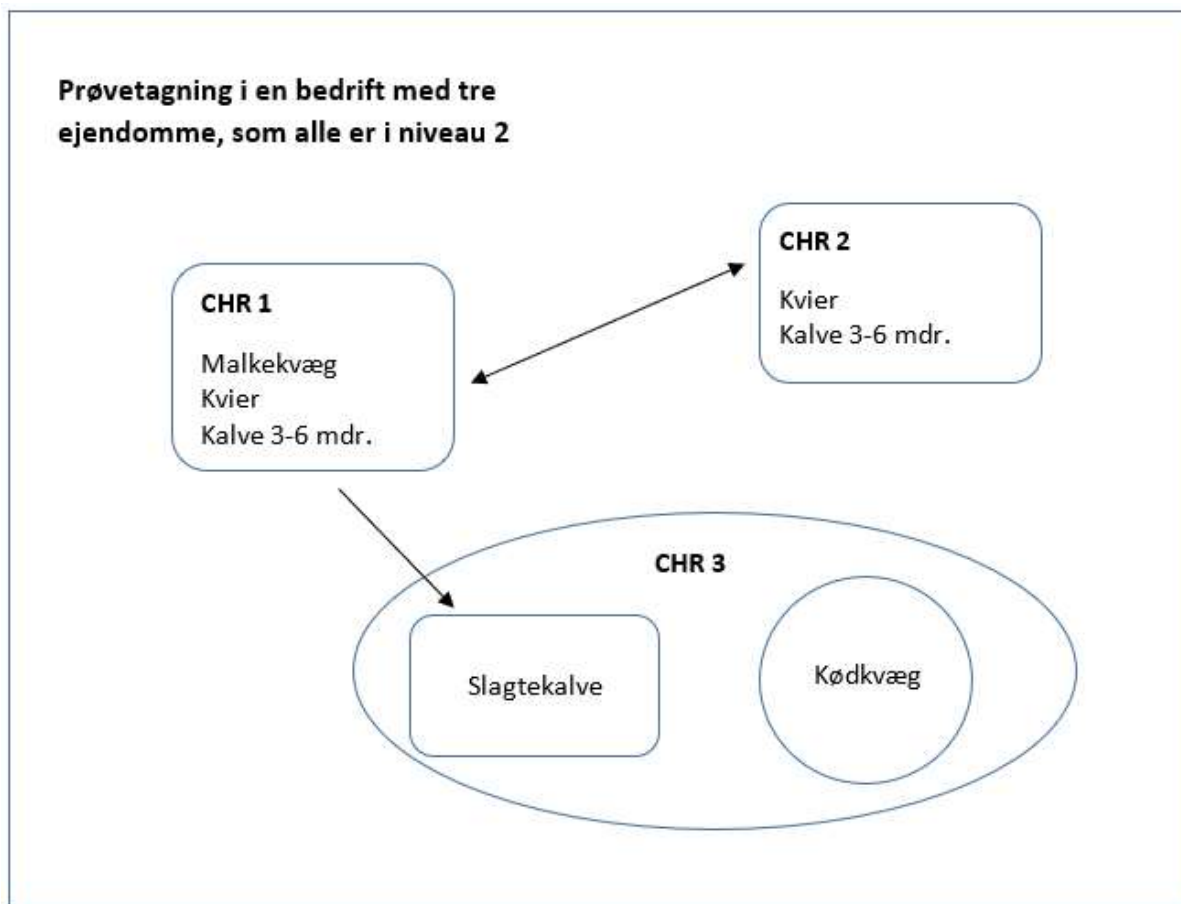 Prøvetagning i en bedrift med tre
ejendomme, som alle er i niveau 2
CHR 1
Malkekvæg
Kvier
Kalve 3-6 mdr.
CHR 2
Kvier
Kalve 3-6 mdr.
CHR 3
Slagtekalve
Kødkvæg